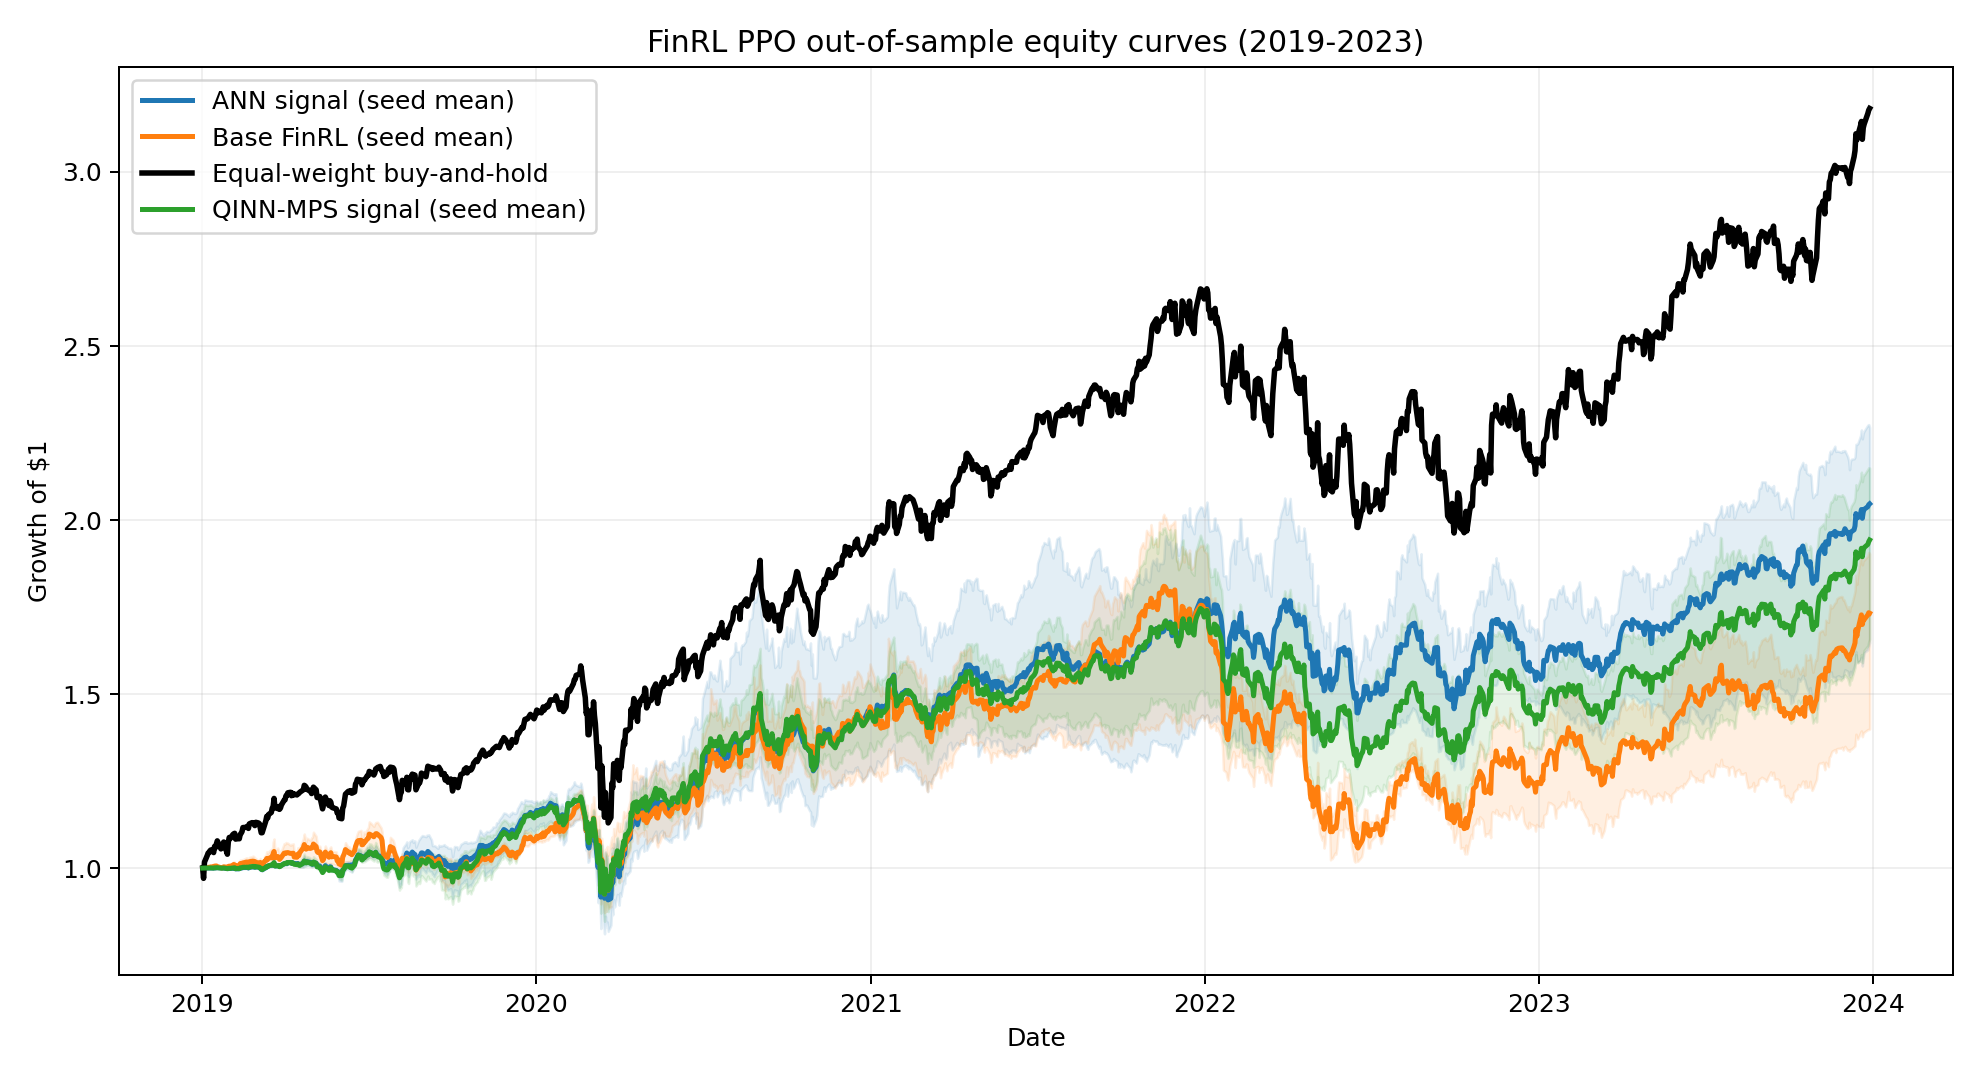 FinRL PPO out-of-sample equity curves (2019-2023)
ANN signal (seed mean)
Base FinRL (seed mean)
Equal-weight buy-and-hold
QINN-MPS signal (seed mean)
Growth of $1
3.0
2.5
2.0
1.5
1.0
2019 2020 2021 2022 2023 2024
Date